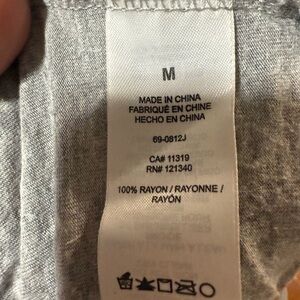 M
MADE IN CHINA
FABRIQUÉ EN CHINE
HECHO EN CHINA
69-0812J
CA# 11319
RN# 121340
100% RAYON / RAYONNE /
RAYÓN